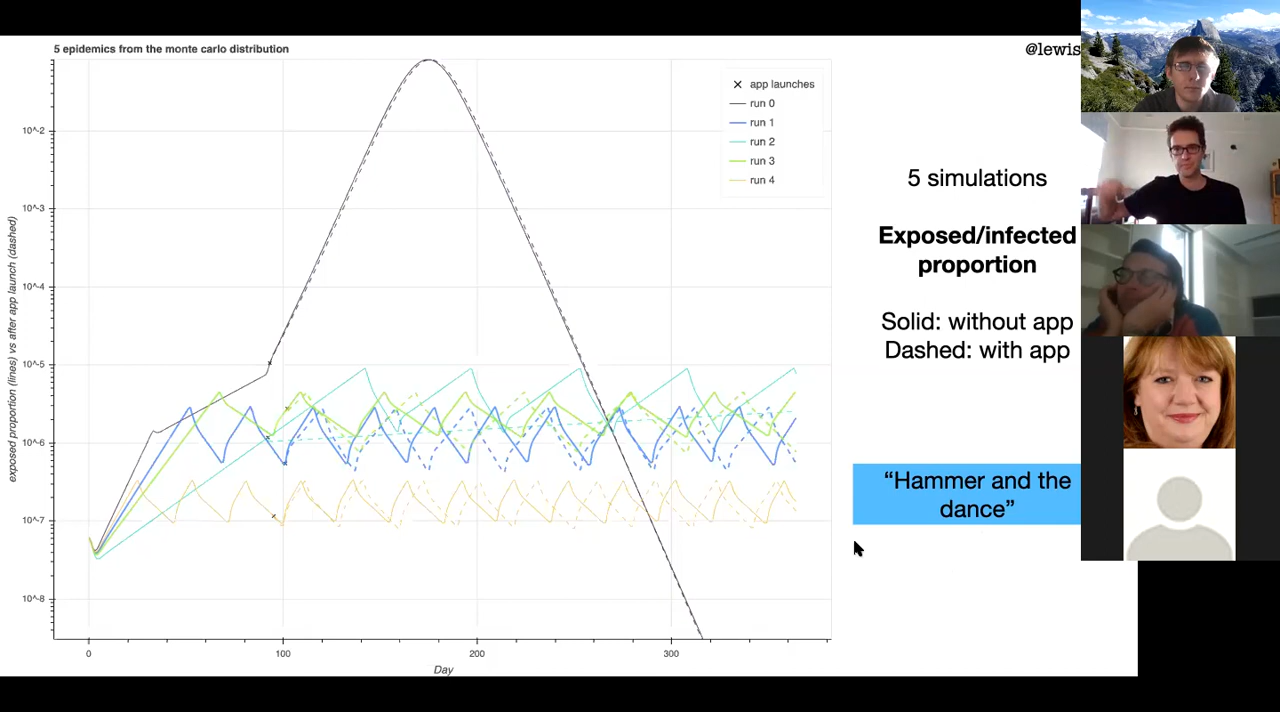 5 epidemics from the monte carlo distribution
@lewis
exposed proportion (lines) vs after app launch (dashed)
10^-2
10^-3
10^-4
10^-5
10^-6
10^-7
10^-8
0
100
200
300
Day
app launches
run 0
run 1
run 2
run 3
run 4
5 simulations
Exposed/infected
proportion
Solid: without app
Dashed: with app
“Hammer and the
dance”